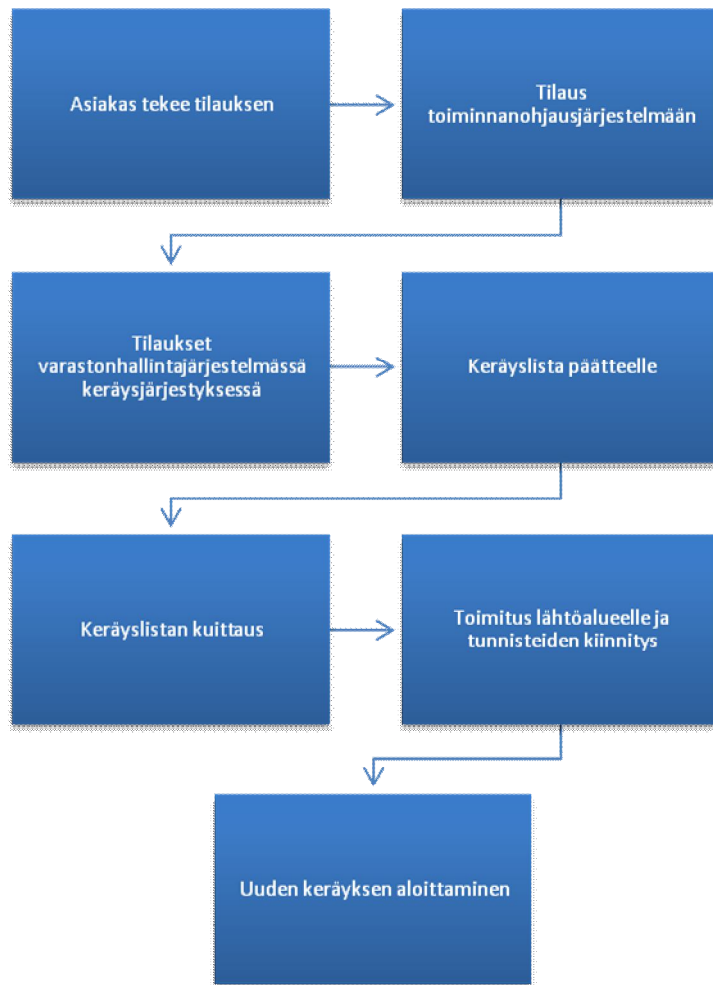 Asiakas tekee tilauksen
Tilaus
toiminnanohjausjärjestelmään
Tilaukset
varastonhallintajärjestelmässä
keräysjärjestyksessä
Keräyslista päätteelle
Keräyslistan kuittaus
Toimitus lähtöalueelle ja
tunnisteiden kiinnitys
Uuden keräyksen aloittaminen